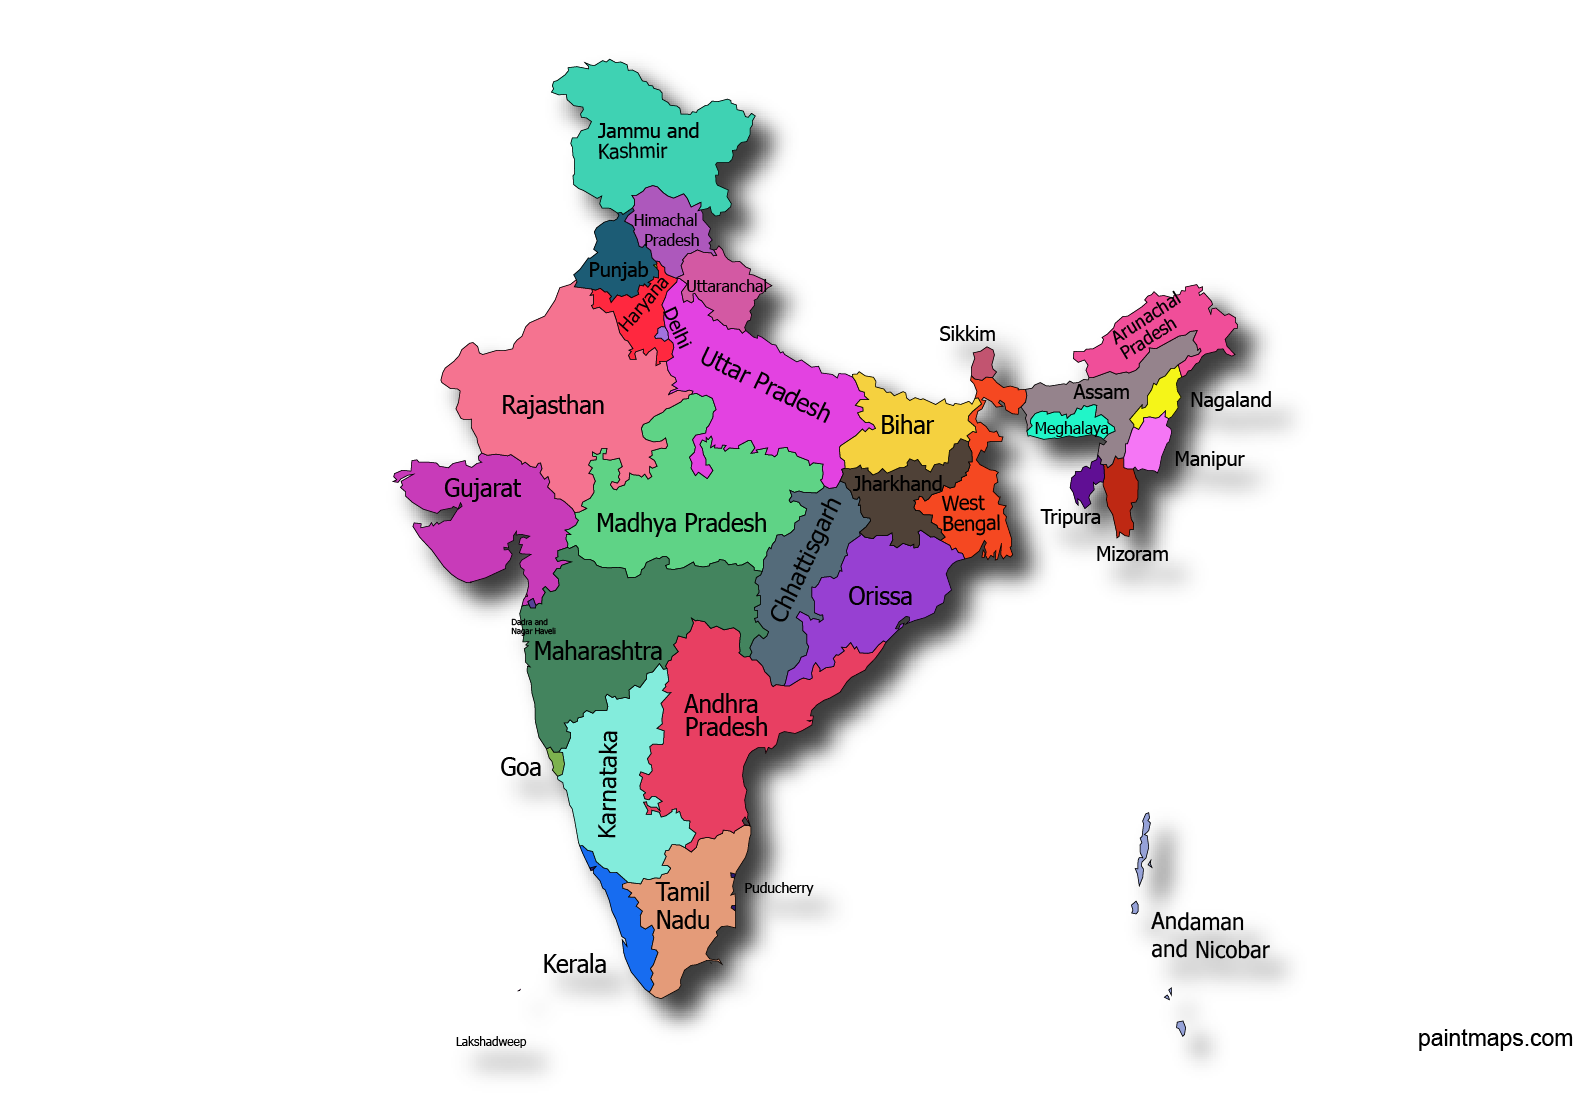 Jammu and
Kashmir
Himachal
Pradesh
Punjab
Uttaranchal
Haryana
Delhi
Arunachal
Pradesh
Sikkim
Uttar Pradesh
Assam
Nagaland
Rajasthan
Bihar
Meghalaya
Manipur
Gujarat
Jharkhand
West
Bengal
Tripura
Madhya Pradesh
Chhattisgarh
Mizoram
Orissa
Dadra and
Nagar Haveli
Maharashtra
Andhra
Pradesh
Goa
Karnataka
Tamil
Nadu
Puducherry
Andaman
and Nicobar
Kerala
Lakshadweep
paintmaps.com